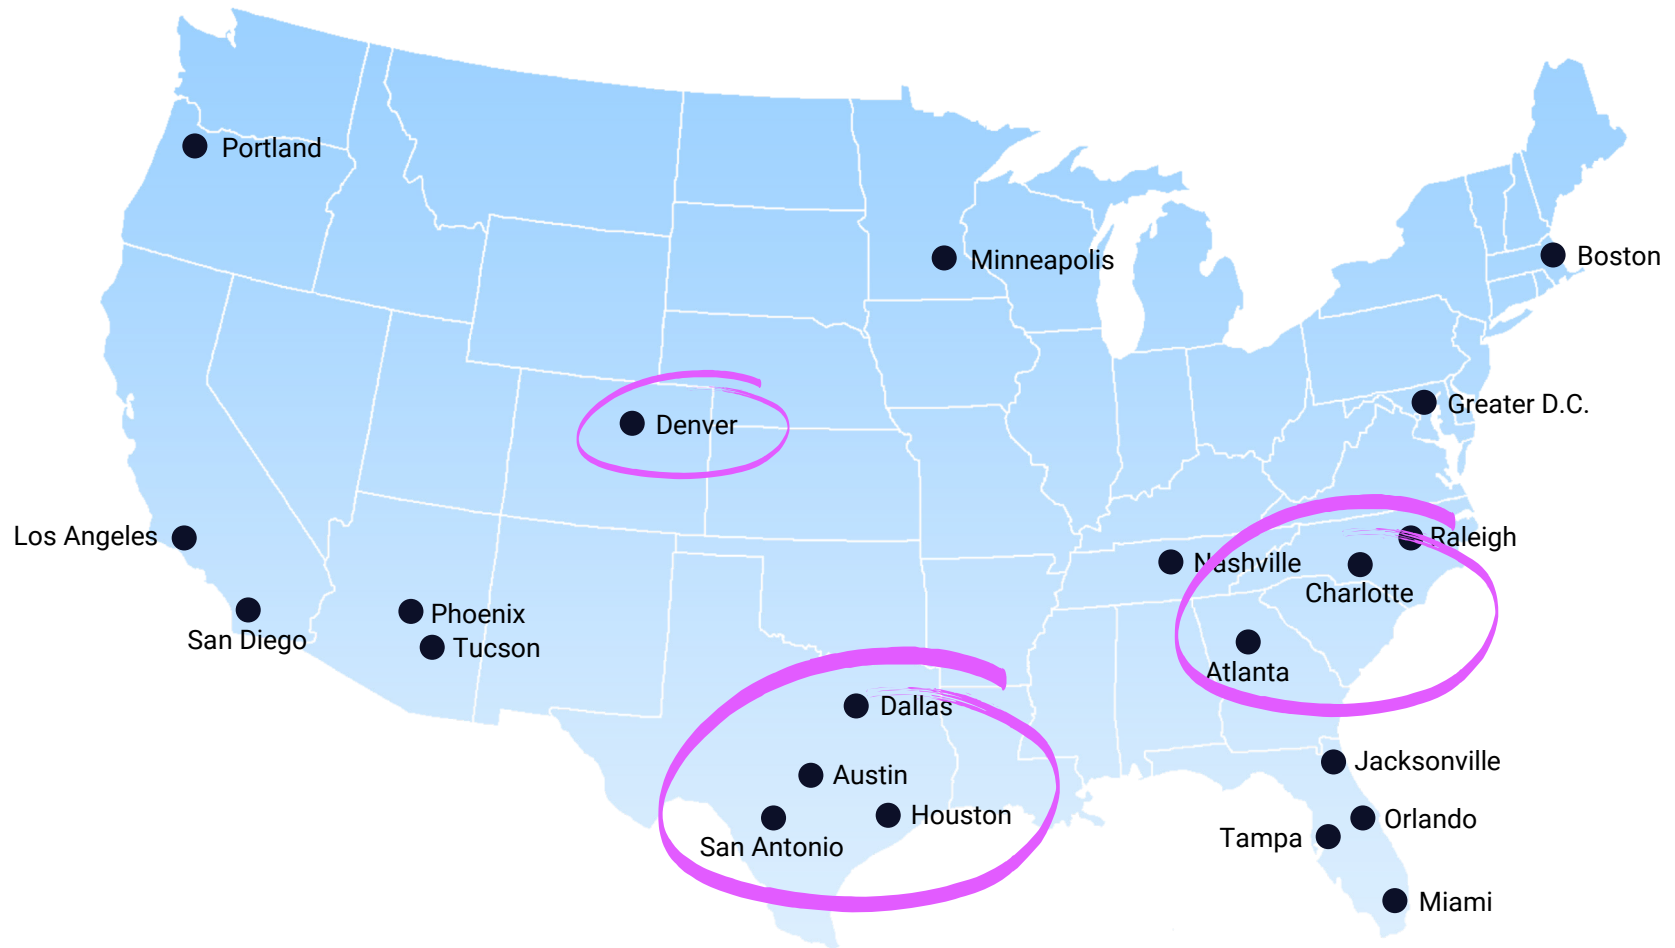 Portland
Minneapolis
Boston
Greater D.C.
Denver
Los Angeles
Raleigh
Nashville
Charlotte
San Diego
Phoenix
Tucson
Atlanta
Dallas
Austin
Houston
San Antonio
Jacksonville
Orlando
Tampa
Miami